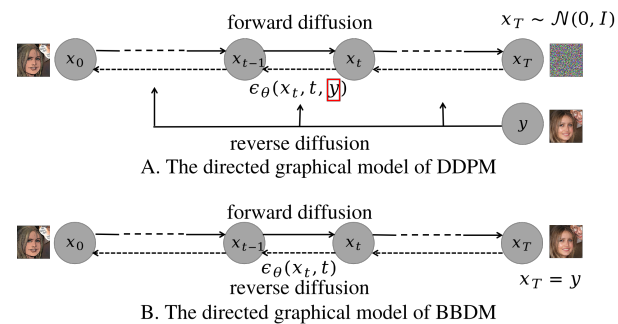 forward diffusion
x_T ∼ 𝒩(0, I)
x_0 x_{t−1} x_t x_T
ϵ_θ(x_t, t, y)
y
reverse diffusion
A. The directed graphical model of DDPM
forward diffusion
x_0 x_{t−1} x_t x_T
ϵ_θ(x_t, t)
x_T = y
reverse diffusion
B. The directed graphical model of BBDM